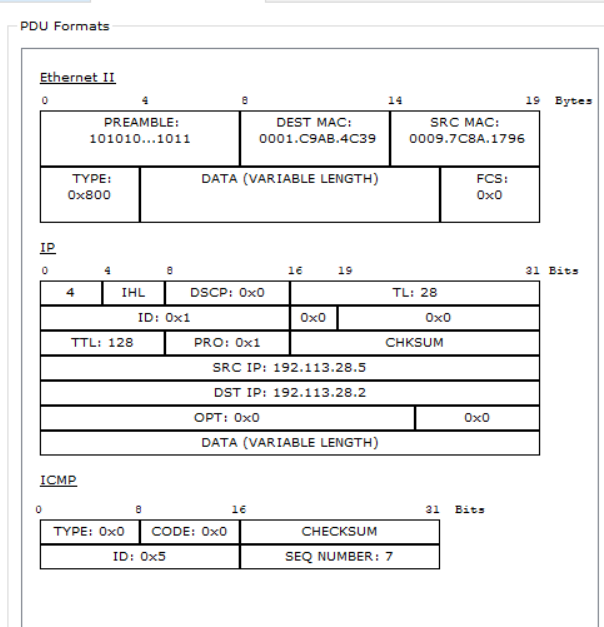 PDU Formats
Ethernet II
0 4 8 14 19 Bytes
PREAMBLE: DEST MAC: SRC MAC:
101010...1011 0001.C9AB.4C39 0009.7C8A.1796
TYPE: DATA (VARIABLE LENGTH) FCS:
0x800 0x0
IP
0 4 8 16 19 31 Bits
4 IHL DSCP: 0x0 TL: 28
ID: 0x1 0x0 0x0
TTL: 128 PRO: 0x1 CHKSUM
SRC IP: 192.113.28.5
DST IP: 192.113.28.2
OPT: 0x0 0x0
DATA (VARIABLE LENGTH)
ICMP
0 8 16 31 Bits
TYPE: 0x0 CODE: 0x0 CHECKSUM
ID: 0x5 SEQ NUMBER: 7